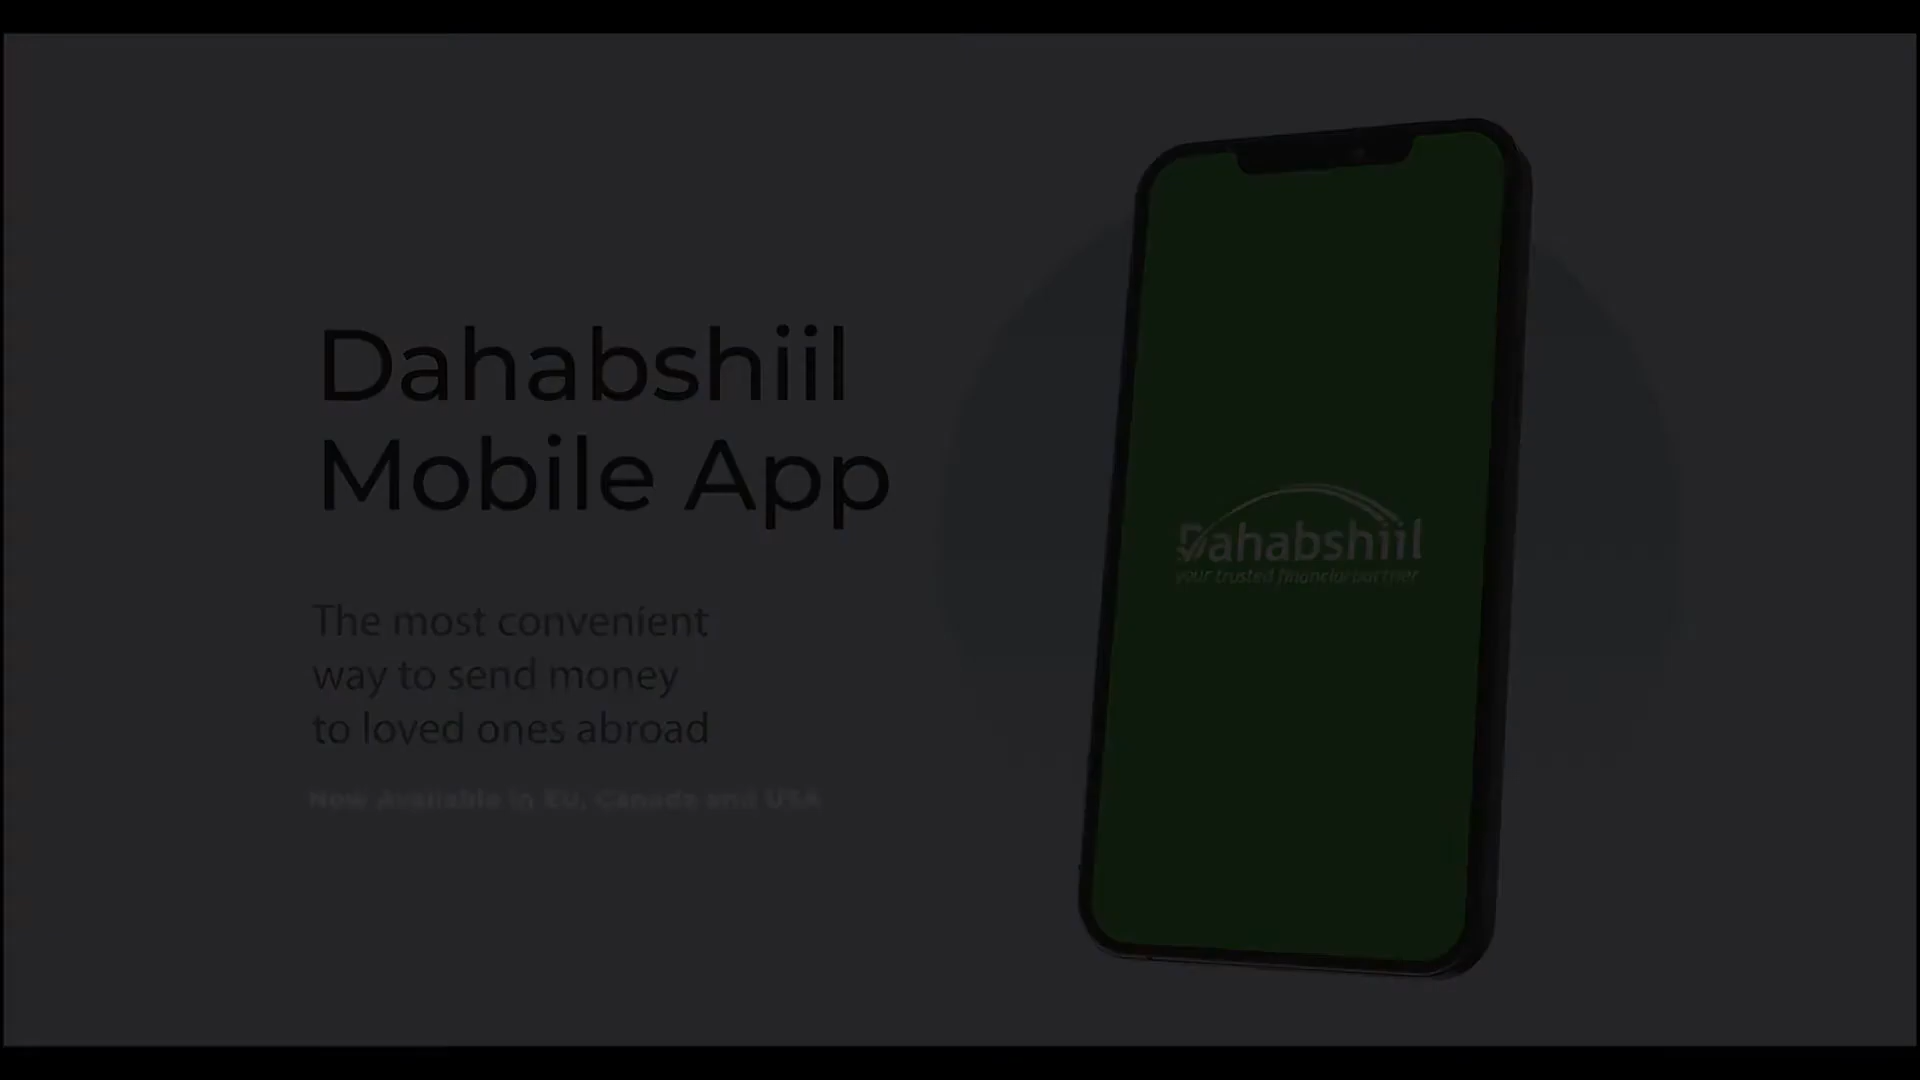 Dahabshiil
Mobile App
The most convenient
way to send money
to loved ones abroad
Now Available in EU, Canada and USA
Dahabshiil
your trusted financial partner